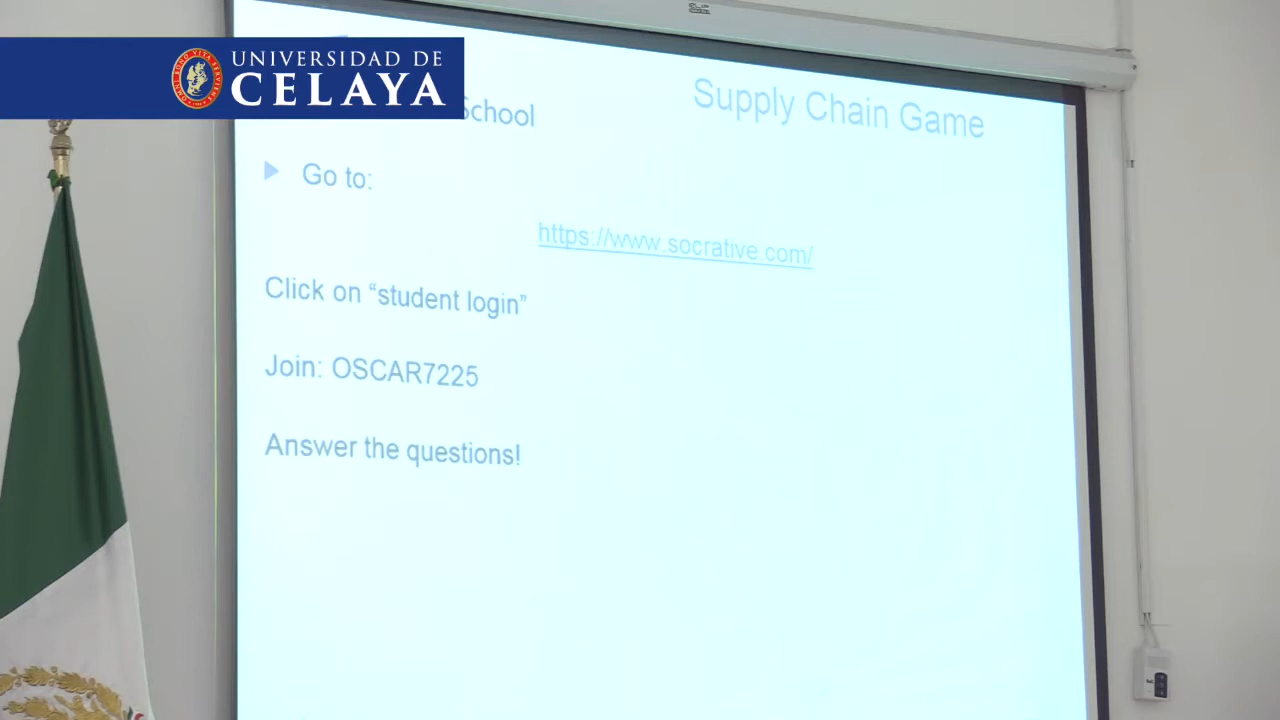 UNIVERSIDAD DE
CELAYA
School
Supply Chain Game
Go to:
https://www.socrative.com/
Click on “student login”
Join: OSCAR7225
Answer the questions!